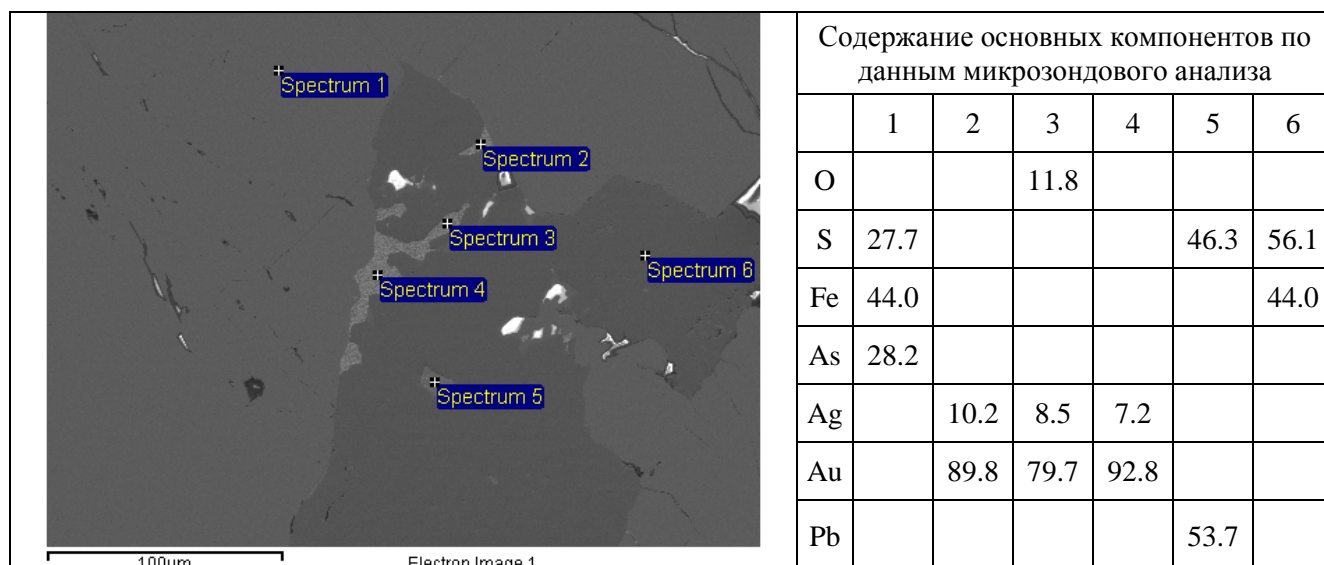 Spectrum 1
Spectrum 2
Spectrum 3
Spectrum 4
Spectrum 5
Spectrum 6
100µm Electron Image 1
Содержание основных компонентов по
данным микрозондового анализа
1 2 3 4 5 6
O 11.8
S 27.7 46.3 56.1
Fe 44.0 44.0
As 28.2
Ag 10.2 8.5 7.2
Au 89.8 79.7 92.8
Pb 53.7